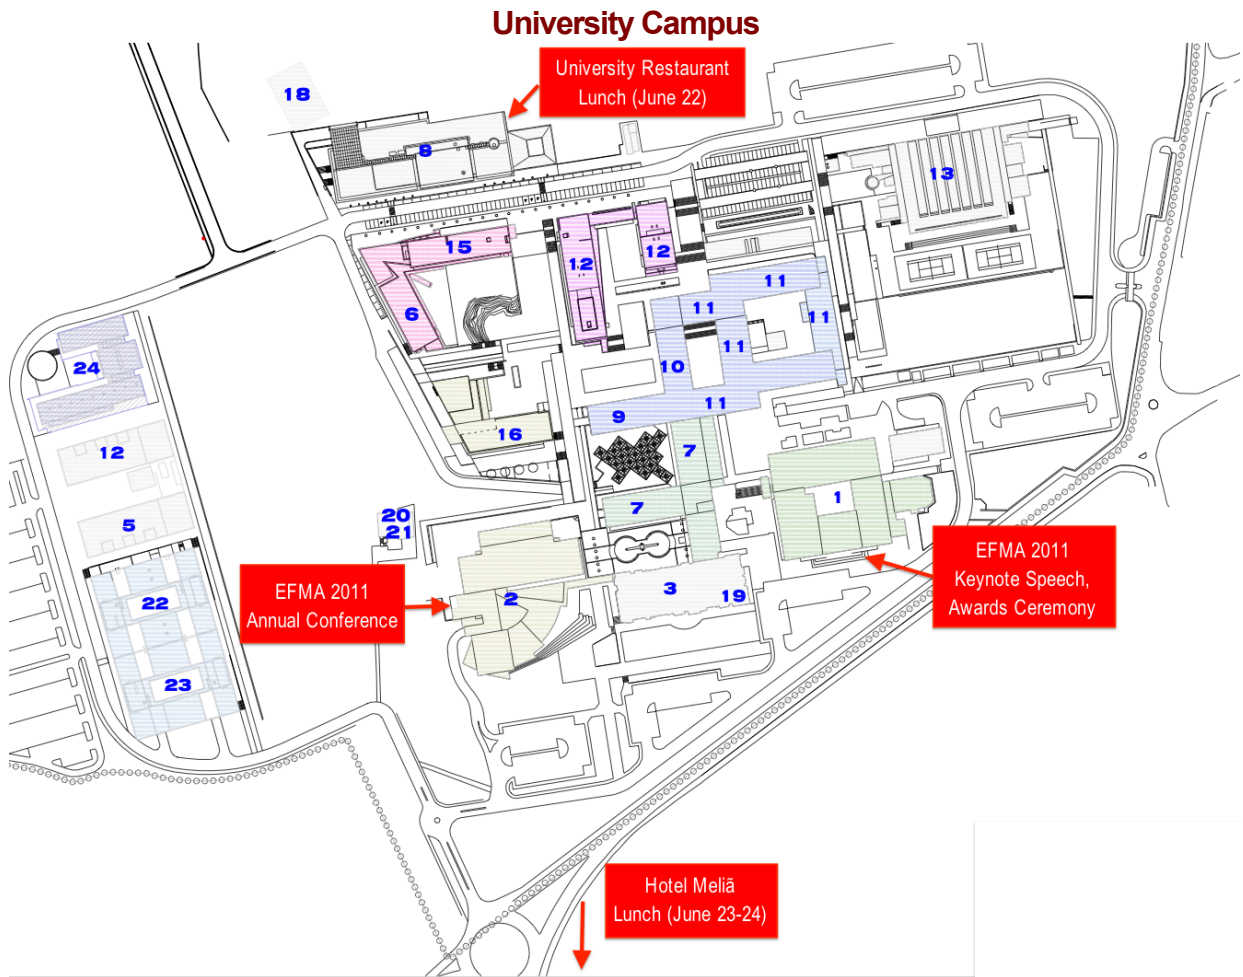 University Campus
University Restaurant
Lunch (June 22)
18
8
13
15
12
12
11
6
11
11
11
24
10
11
9
16
12
7
1
20
7
5
21
EFMA 2011
Keynote Speech,
Awards Ceremony
EFMA 2011
Annual Conference
3
19
2
22
23
Hotel Meliã
Lunch (June 23-24)